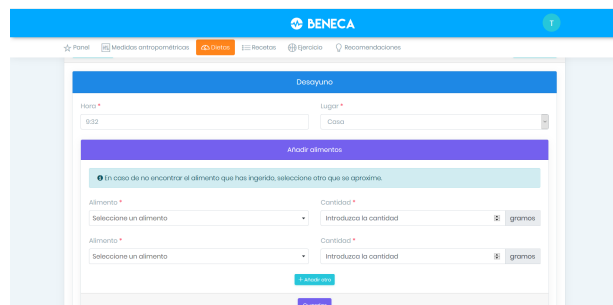 BENECA
T
Panel Medidas antropométricas Dietas Recetas Ejercicio Recomendaciones
Desayuno
Hora * Lugar *
9:32 Casa
Añadir alimentos
En caso de no encontrar el alimento que has ingerido, seleccione otro que se aproxime.
Alimento * Cantidad *
Seleccione un alimento Introduzca la cantidad gramos
Alimento * Cantidad *
Seleccione un alimento Introduzca la cantidad gramos
+ Añadir otro